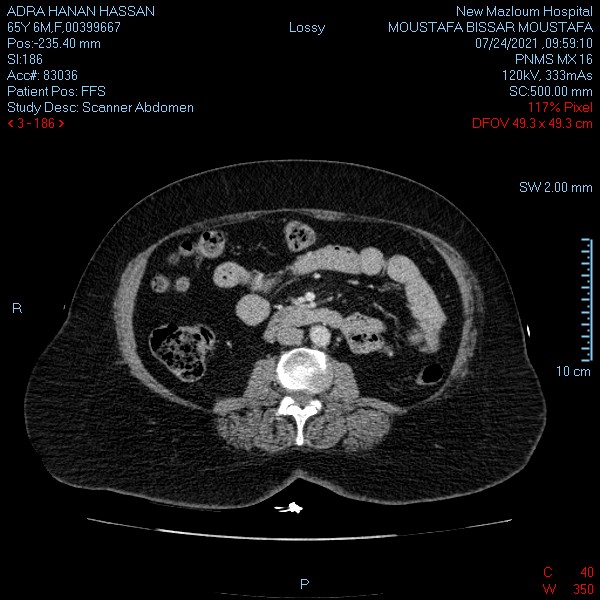 ADRA HANAN HASSAN
65Y 6M,F,00399667
Pos:-235.40 mm
SI:186
Acc#: 83036
Patient Pos: FFS
Study Desc: Scanner Abdomen
< 3 - 186 >
Lossy
New Mazloum Hospital
MOUSTAFA BISSAR MOUSTAFA
07/24/2021 ,09:59:10
PNMS MX 16
120kV, 333mAs
SC:500.00 mm
117% Pixel
DFOV 49.3 x 49.3 cm
SW 2.00 mm
R
10 cm
P
C 40
W 350